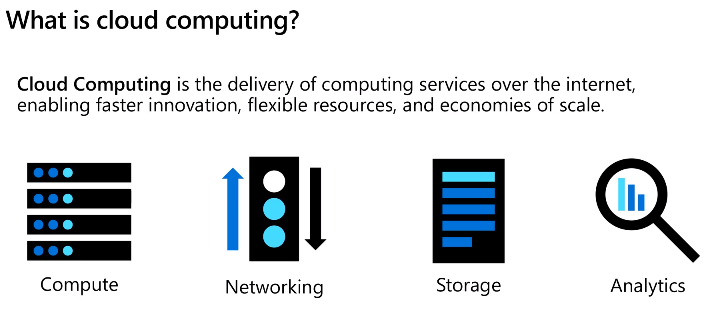 What is cloud computing?
Cloud Computing is the delivery of computing services over the internet,
enabling faster innovation, flexible resources, and economies of scale.
Compute
Networking
Storage
Analytics